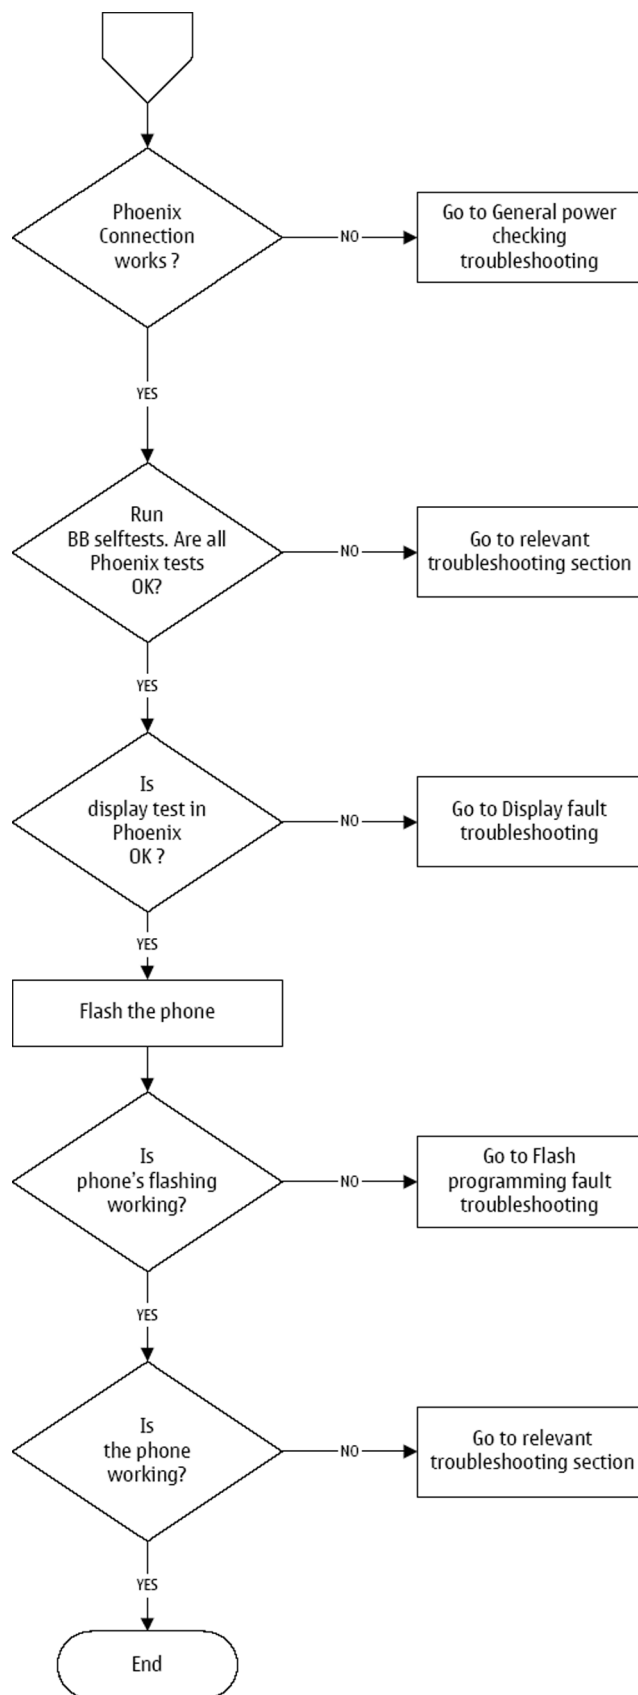 Phoenix
Connection
works ?
NO
Go to General power
checking
troubleshooting
YES
Run
BB selftests. Are all
Phoenix tests
OK?
NO
Go to relevant
troubleshooting section
YES
Is
display test in
Phoenix
OK ?
NO
Go to Display fault
troubleshooting
YES
Flash the phone
Is
phone's flashing
working?
NO
Go to Flash
programming fault
troubleshooting
YES
Is
the phone
working?
NO
Go to relevant
troubleshooting section
YES
End